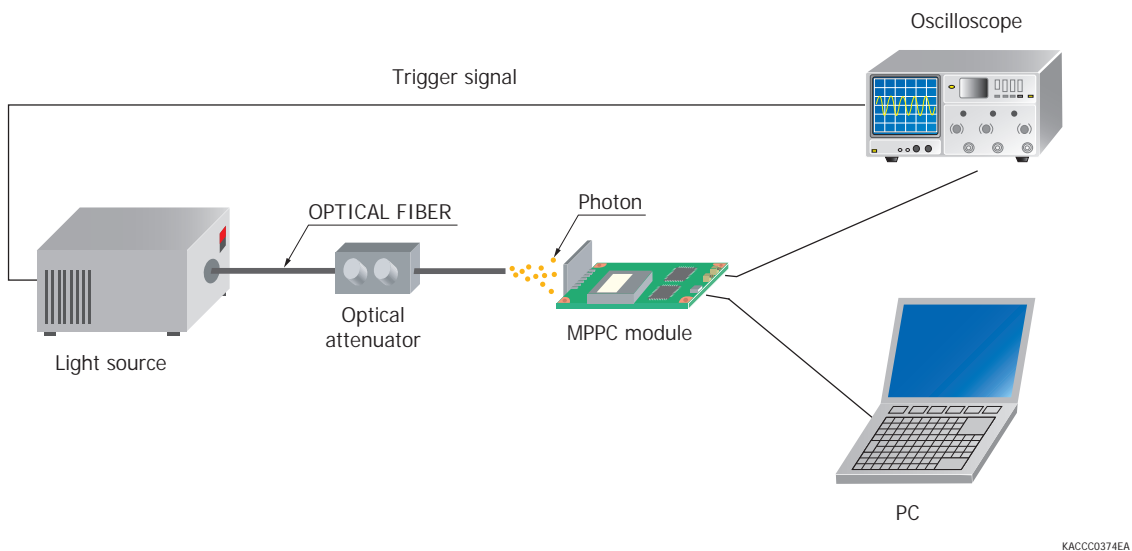 Oscilloscope
Trigger signal
Photon
OPTICAL FIBER
Optical
attenuator
MPPC module
Light source
PC
KACCC0374EA